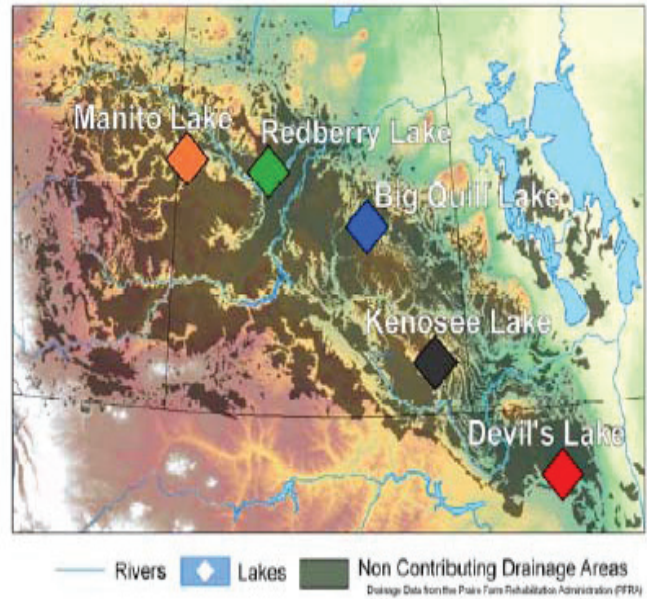 Manito Lake
Redberry Lake
Big Quill Lake
Kenosee Lake
Devil's Lake
Rivers
Lakes
Non Contributing Drainage Areas
Drainage Data from the Praire Farm Rehabilitation Administration (PFRA)